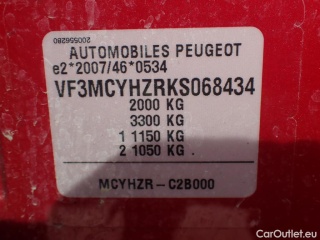 2005562B0
AUTOMOBILES PEUGEOT
e2*2007/46*0534
VF3MCYHZRKS068434
2000 KG
3300 KG
1 1150 KG
2 1050 KG .
MCYHZR - C2B000
© CarOutlet.eu